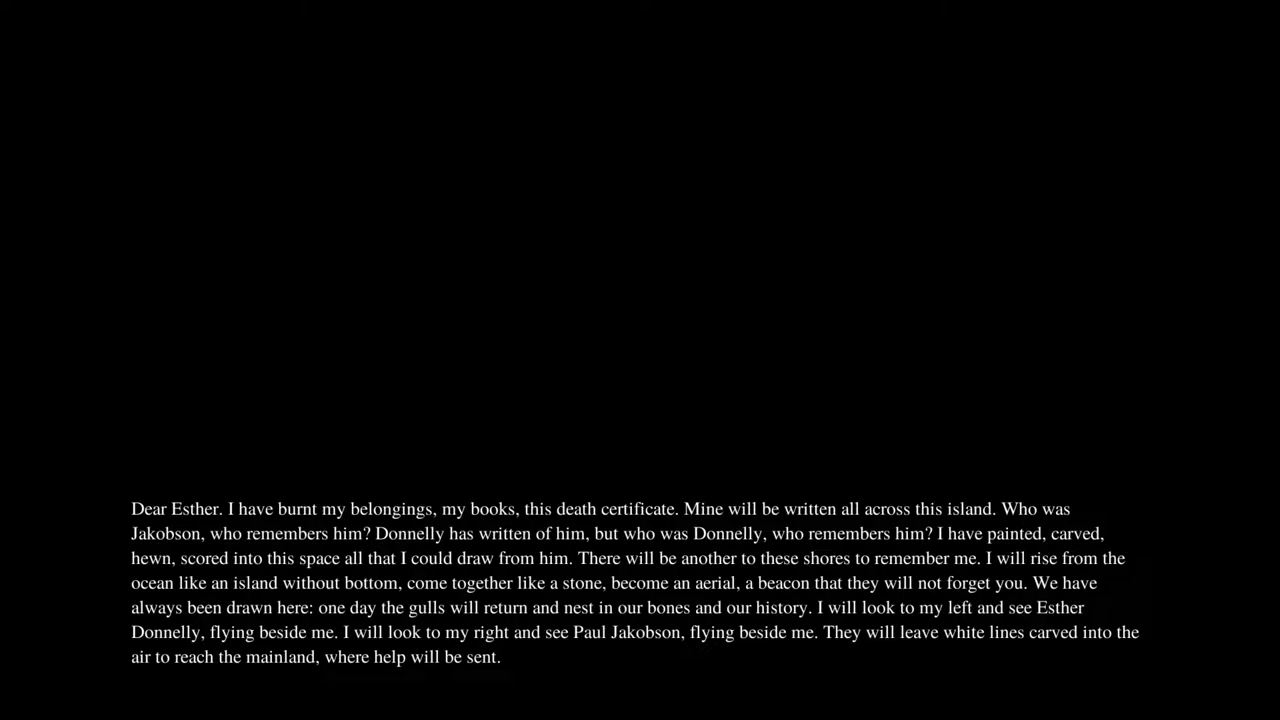 Dear Esther. I have burnt my belongings, my books, this death certificate. Mine will be written all across this island. Who was
Jakobson, who remembers him? Donnelly has written of him, but who was Donnelly, who remembers him? I have painted, carved,
hewn, scored into this space all that I could draw from him. There will be another to these shores to remember me. I will rise from the
ocean like an island without bottom, come together like a stone, become an aerial, a beacon that they will not forget you. We have
always been drawn here: one day the gulls will return and nest in our bones and our history. I will look to my left and see Esther
Donnelly, flying beside me. I will look to my right and see Paul Jakobson, flying beside me. They will leave white lines carved into the
air to reach the mainland, where help will be sent.